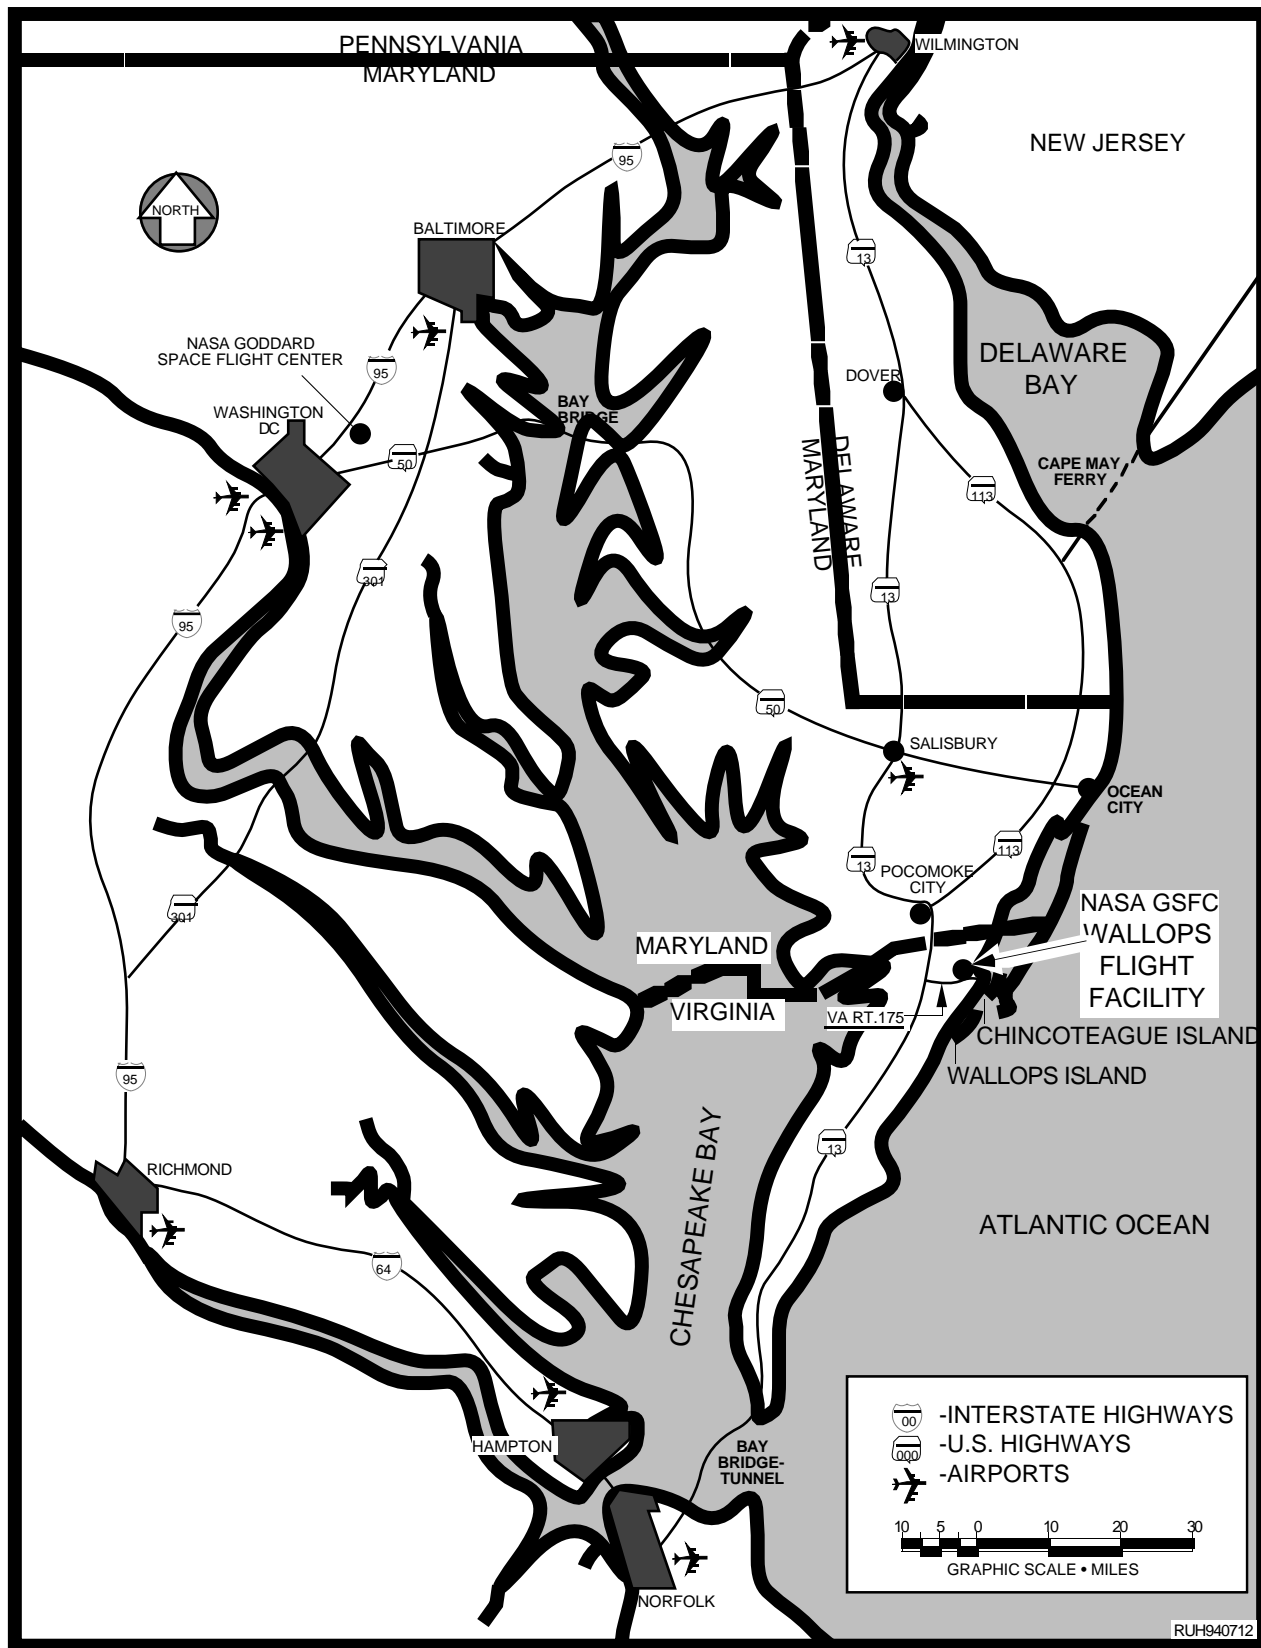 PENNSYLVANIA
MARYLAND
WILMINGTON
NEW JERSEY
95
NORTH
BALTIMORE
13
NASA GODDARD
SPACE FLIGHT CENTER
95
DELAWARE
BAY
DOVER
WASHINGTON
DC
BAY
BRIDGE
50
DELAWARE
MARYLAND
CAPE MAY
FERRY
113
301
13
95
50
SALISBURY
OCEAN
CITY
113
13
POCOMOKE
CITY
301
NASA GSFC
WALLOPS
FLIGHT
FACILITY
MARYLAND
VIRGINIA
VA RT.175
CHINCOTEAGUE ISLAND
WALLOPS ISLAND
95
CHESAPEAKE BAY
13
RICHMOND
ATLANTIC OCEAN
64
HAMPTON
BAY
BRIDGE-
TUNNEL
NORFOLK
00 -INTERSTATE HIGHWAYS
000 -U.S. HIGHWAYS
-AIRPORTS
10 5 0 10 20 30
GRAPHIC SCALE • MILES
RUH940712